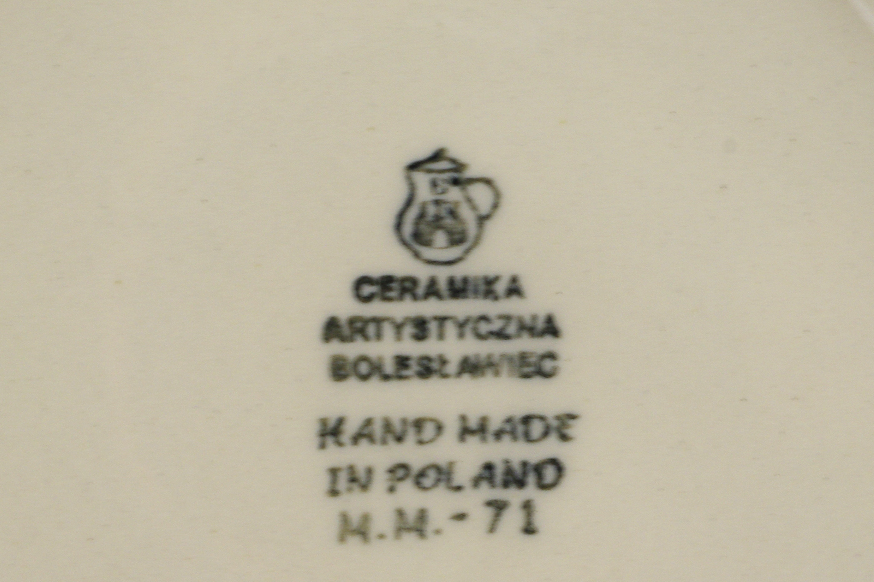 CERAMIKA
ARTYSTYCZNA
BOLESŁAWIEC
HAND MADE
IN POLAND
M.M.-71